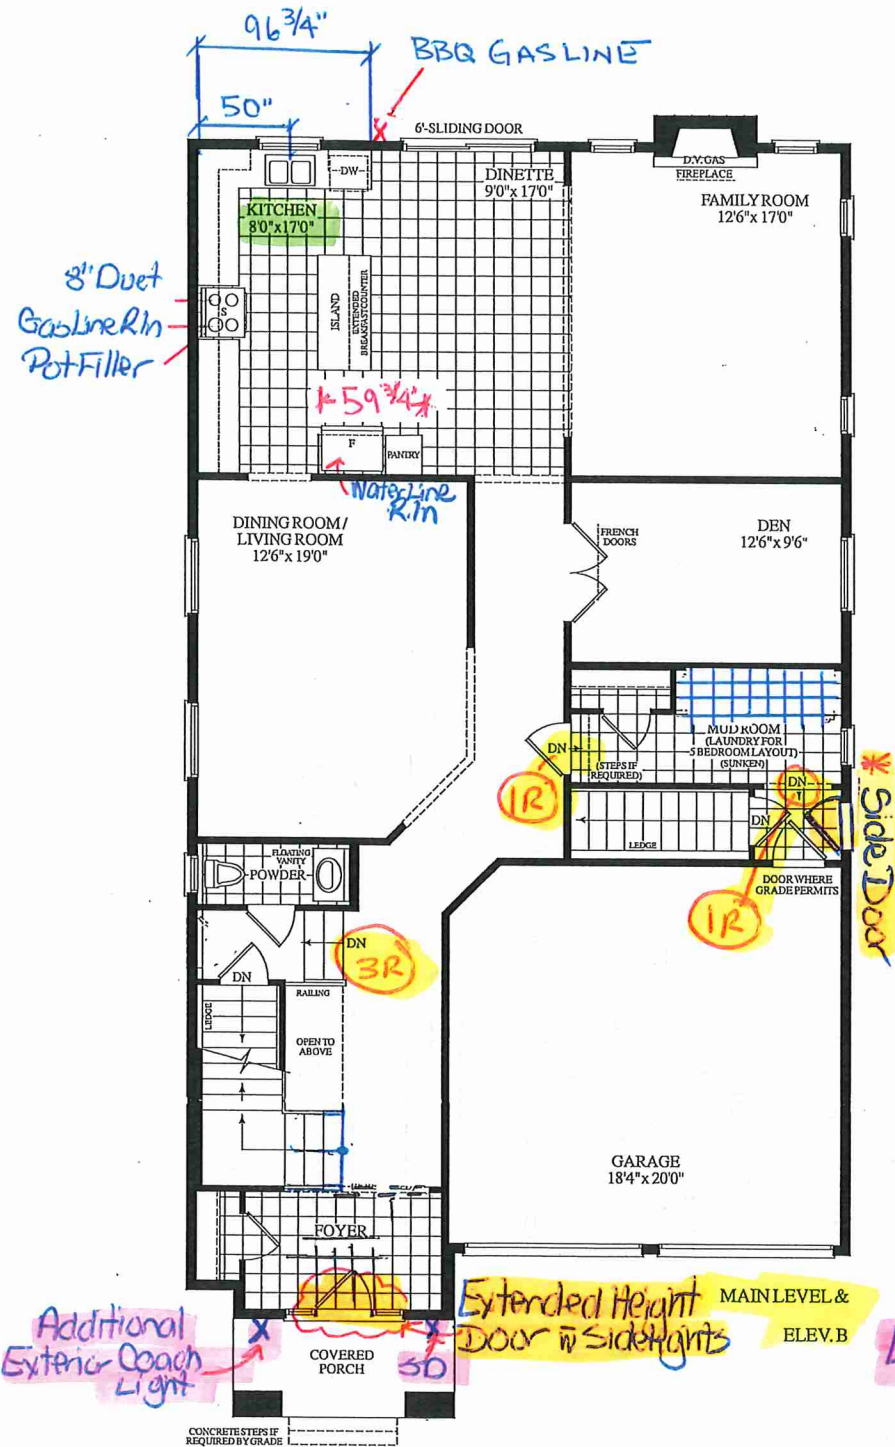 96 3/4"
BBQ GASLINE
50"
6'-SLIDING DOOR
DW
DINETTE
9'0"x 17'0"
D.V. GAS
FIREPLACE
FAMILY ROOM
12'6"x 17'0"
KITCHEN
8'0"x17'0"
8" Duct
GasLine R.In
Pot Filler
S
ISLAND
EXTENDED
BREAKFAST COUNTER
59 3/4"
F
PANTRY
WaterLine
R.In
DINING ROOM /
LIVING ROOM
12'6"x 19'0"
FRENCH
DOORS
DEN
12'6"x 9'6"
MUD ROOM
(LAUNDRY FOR
5 BEDROOM LAYOUT)
(SUNKEN)
DN
(STEPS IF
REQUIRED)
1R
DN
DN
LEDGE
* Side Door
DOOR WHERE
GRADE PERMITS
1R
FLOATING
VANITY
POWDER
DN
3R
DN
RAILING
LEDGE
OPEN TO
ABOVE
GARAGE
18'4"x 20'0"
FOYER
Extended Height
Door w Sidelights
MAIN LEVEL &
ELEV. B
Additional
Exterior Coach
Light
X
X
COVERED
PORCH
SD
CONCRETE STEPS IF
REQUIRED BY GRADE